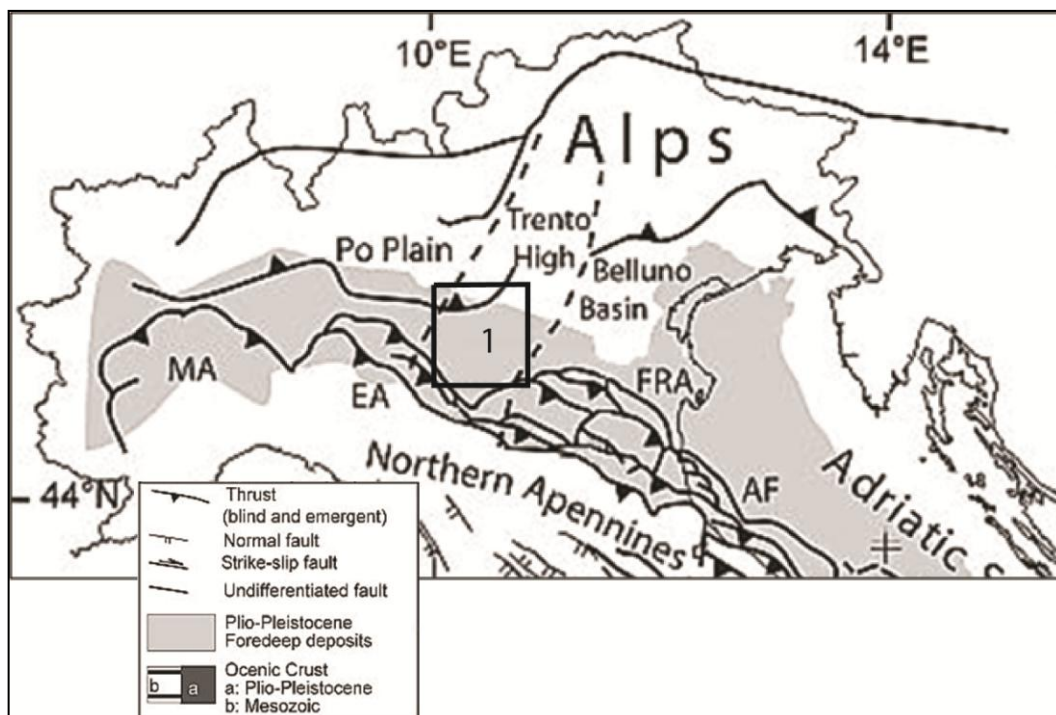 10°E
14°E
Alps
Trento
High
Po Plain
Belluno
Basin
1
MA
EA
FRA
Northern Apennines
AF
Adriatic
44°N
Thrust
(blind and emergent)
Normal fault
Strike-slip fault
Undifferentiated fault
Plio-Pleistocene
Foredeep deposits
Ocenic Crust
b a
a: Plio-Pleistocene
b: Mesozoic